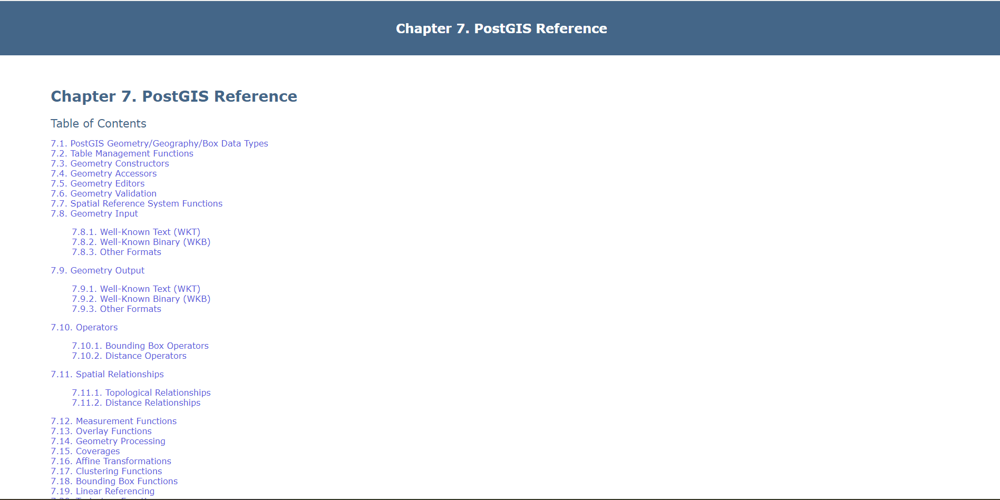 Chapter 7. PostGIS Reference
Chapter 7. PostGIS Reference
Table of Contents
7.1. PostGIS Geometry/Geography/Box Data Types
7.2. Table Management Functions
7.3. Geometry Constructors
7.4. Geometry Accessors
7.5. Geometry Editors
7.6. Geometry Validation
7.7. Spatial Reference System Functions
7.8. Geometry Input
7.8.1. Well-Known Text (WKT)
7.8.2. Well-Known Binary (WKB)
7.8.3. Other Formats
7.9. Geometry Output
7.9.1. Well-Known Text (WKT)
7.9.2. Well-Known Binary (WKB)
7.9.3. Other Formats
7.10. Operators
7.10.1. Bounding Box Operators
7.10.2. Distance Operators
7.11. Spatial Relationships
7.11.1. Topological Relationships
7.11.2. Distance Relationships
7.12. Measurement Functions
7.13. Overlay Functions
7.14. Geometry Processing
7.15. Coverages
7.16. Affine Transformations
7.17. Clustering Functions
7.18. Bounding Box Functions
7.19. Linear Referencing